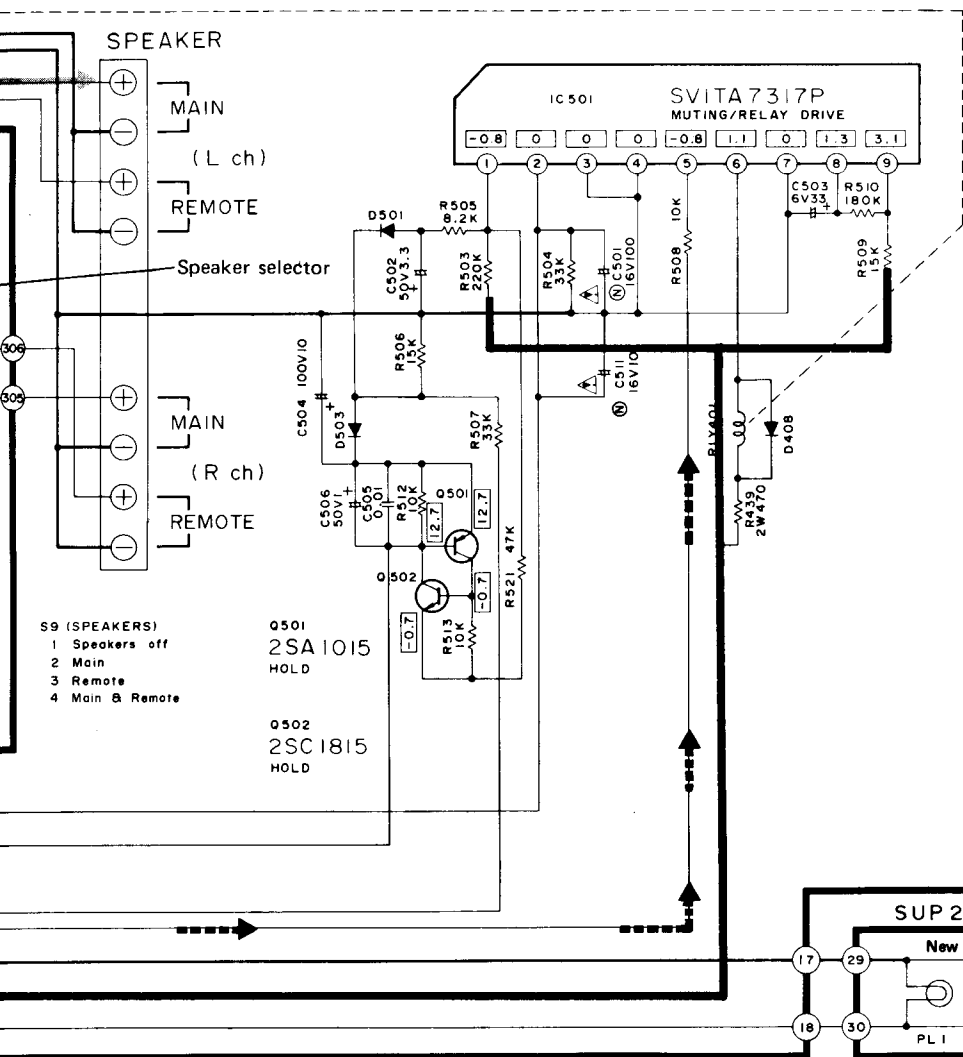 SPEAKER
+
MAIN
−
(L ch)
+
REMOTE
−
Speaker selector
306
305
+
MAIN
−
(R ch)
+
REMOTE
−
S9 (SPEAKERS)
1 Speakers off
2 Main
3 Remote
4 Main & Remote
IC501
SVITA7317P
MUTING/RELAY DRIVE
-0.8 0 0 0 -0.8 1.1 0 1.3 3.1
1 2 3 4 5 6 7 8 9
D501
R505
8.2K
C502
50V3.3
+
R503
220K
R504
33K
N C501
16V100
R508
10K
C503
6V33 +
R510
180K
R509
15K
C504 100V10
+
R506
15K
D503
R507
33K
C511
16V10
N
RLY401
D408
R439
2W470
C506
50V1
+
C505
0.01
R512
10K
Q501
12.7
12.7
Q502
-0.7
-0.7
R513
10K
R521 47K
Q501
2SA1015
HOLD
Q502
2SC1815
HOLD
SUP 2
New
17
29
18
30
PL1